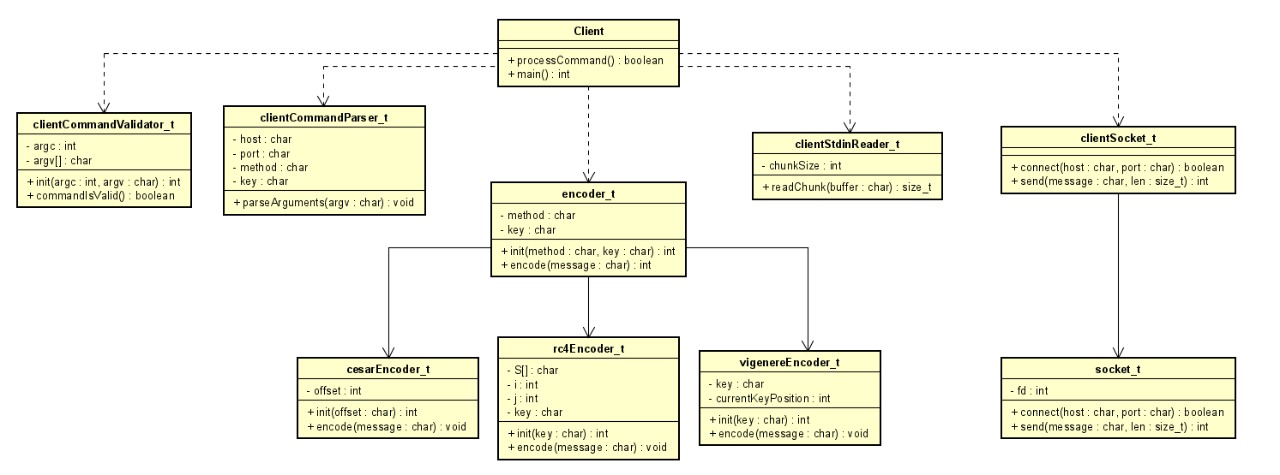 Client
+ processCommand() : boolean
+ main() : int
clientCommandValidator_t
- argc : int
- argv[] : char
+ init(argc : int, argv : char) : int
+ commandIsValid() : boolean
clientCommandParser_t
- host : char
- port : char
- method : char
- key : char
+ parseArguments(argv : char) : void
encoder_t
- method : char
- key : char
+ init(method : char, key : char) : int
+ encode(message : char) : int
clientStdinReader_t
- chunkSize : int
+ readChunk(buffer : char) : size_t
clientSocket_t
+ connect(host : char, port : char) : boolean
+ send(message : char, len : size_t) : int
cesarEncoder_t
- offset : int
+ init(offset : char) : int
+ encode(message : char) : void
rc4Encoder_t
- S[] : char
- i : int
- j : int
- key : char
+ init(key : char) : int
+ encode(message : char) : void
vigenereEncoder_t
- key : char
- currentKeyPosition : int
+ init(key : char) : int
+ encode(message : char) : void
socket_t
- fd : int
+ connect(host : char, port : char) : boolean
+ send(message : char, len : size_t) : int